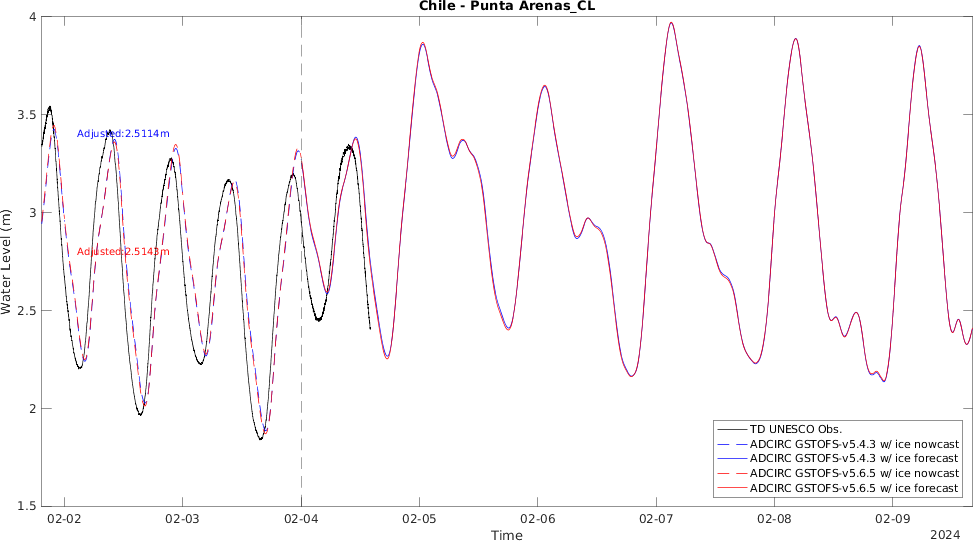 Chile - Punta Arenas_CL
4
3.5
3
2.5
2
1.5
Water Level (m)
Adjusted:2.5114m
Adjusted:2.5143m
TD UNESCO Obs.
ADCIRC GSTOFS-v5.4.3 w/ ice nowcast
ADCIRC GSTOFS-v5.4.3 w/ ice forecast
ADCIRC GSTOFS-v5.6.5 w/ ice nowcast
ADCIRC GSTOFS-v5.6.5 w/ ice forecast
02-02 02-03 02-04 02-05 02-06 02-07 02-08 02-09
Time
2024